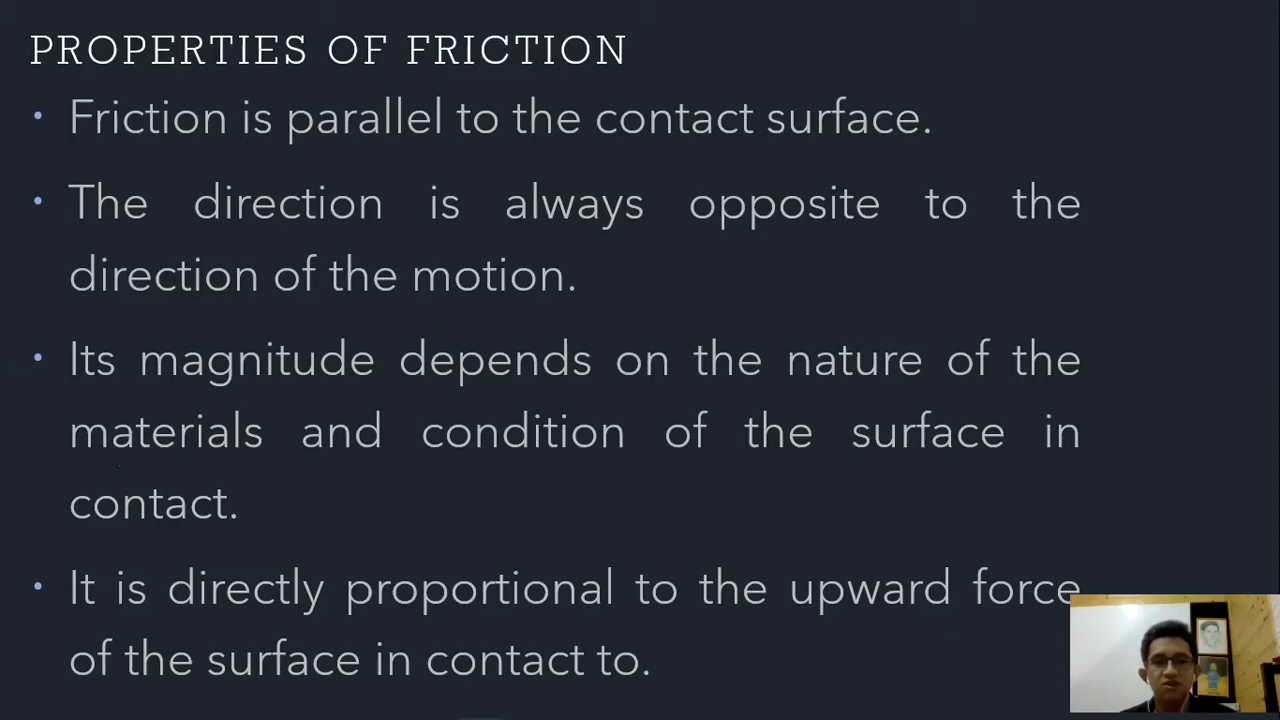 PROPERTIES OF FRICTION
• Friction is parallel to the contact surface.
• The direction is always opposite to the
direction of the motion.
• Its magnitude depends on the nature of the
materials and condition of the surface in
contact.
• It is directly proportional to the upward force
of the surface in contact to.